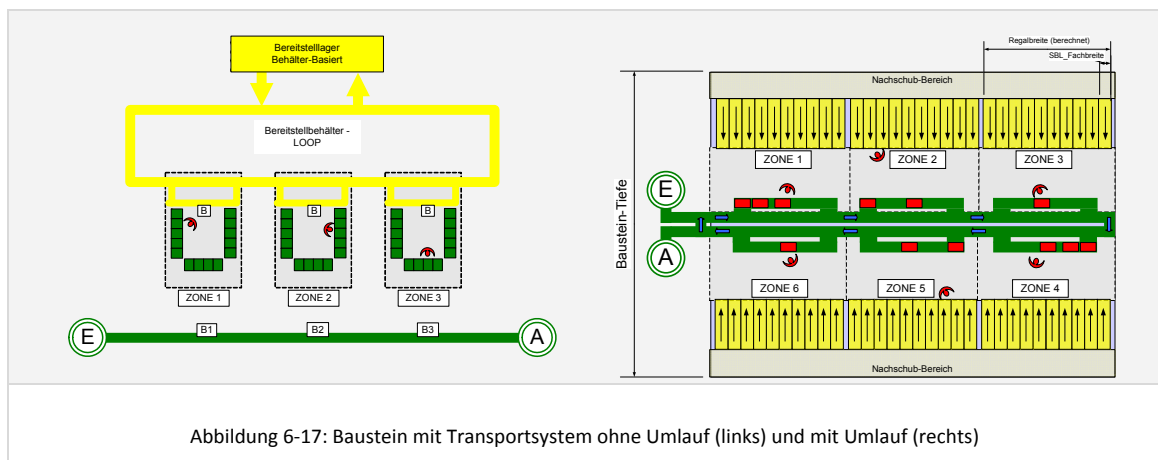 Bereitstelllager
Behälter-Basiert
Bereitstellbehälter -
LOOP
B
B
B
ZONE 1
ZONE 2
ZONE 3
E
B1
B2
B3
A
Regalbreite (berechnet)
SBL_Fachbreite
Nachschub-Bereich
ZONE 1
ZONE 2
ZONE 3
Baustein-Tiefe
E
A
ZONE 6
ZONE 5
ZONE 4
Nachschub-Bereich
Abbildung 6-17: Baustein mit Transportsystem ohne Umlauf (links) und mit Umlauf (rechts)